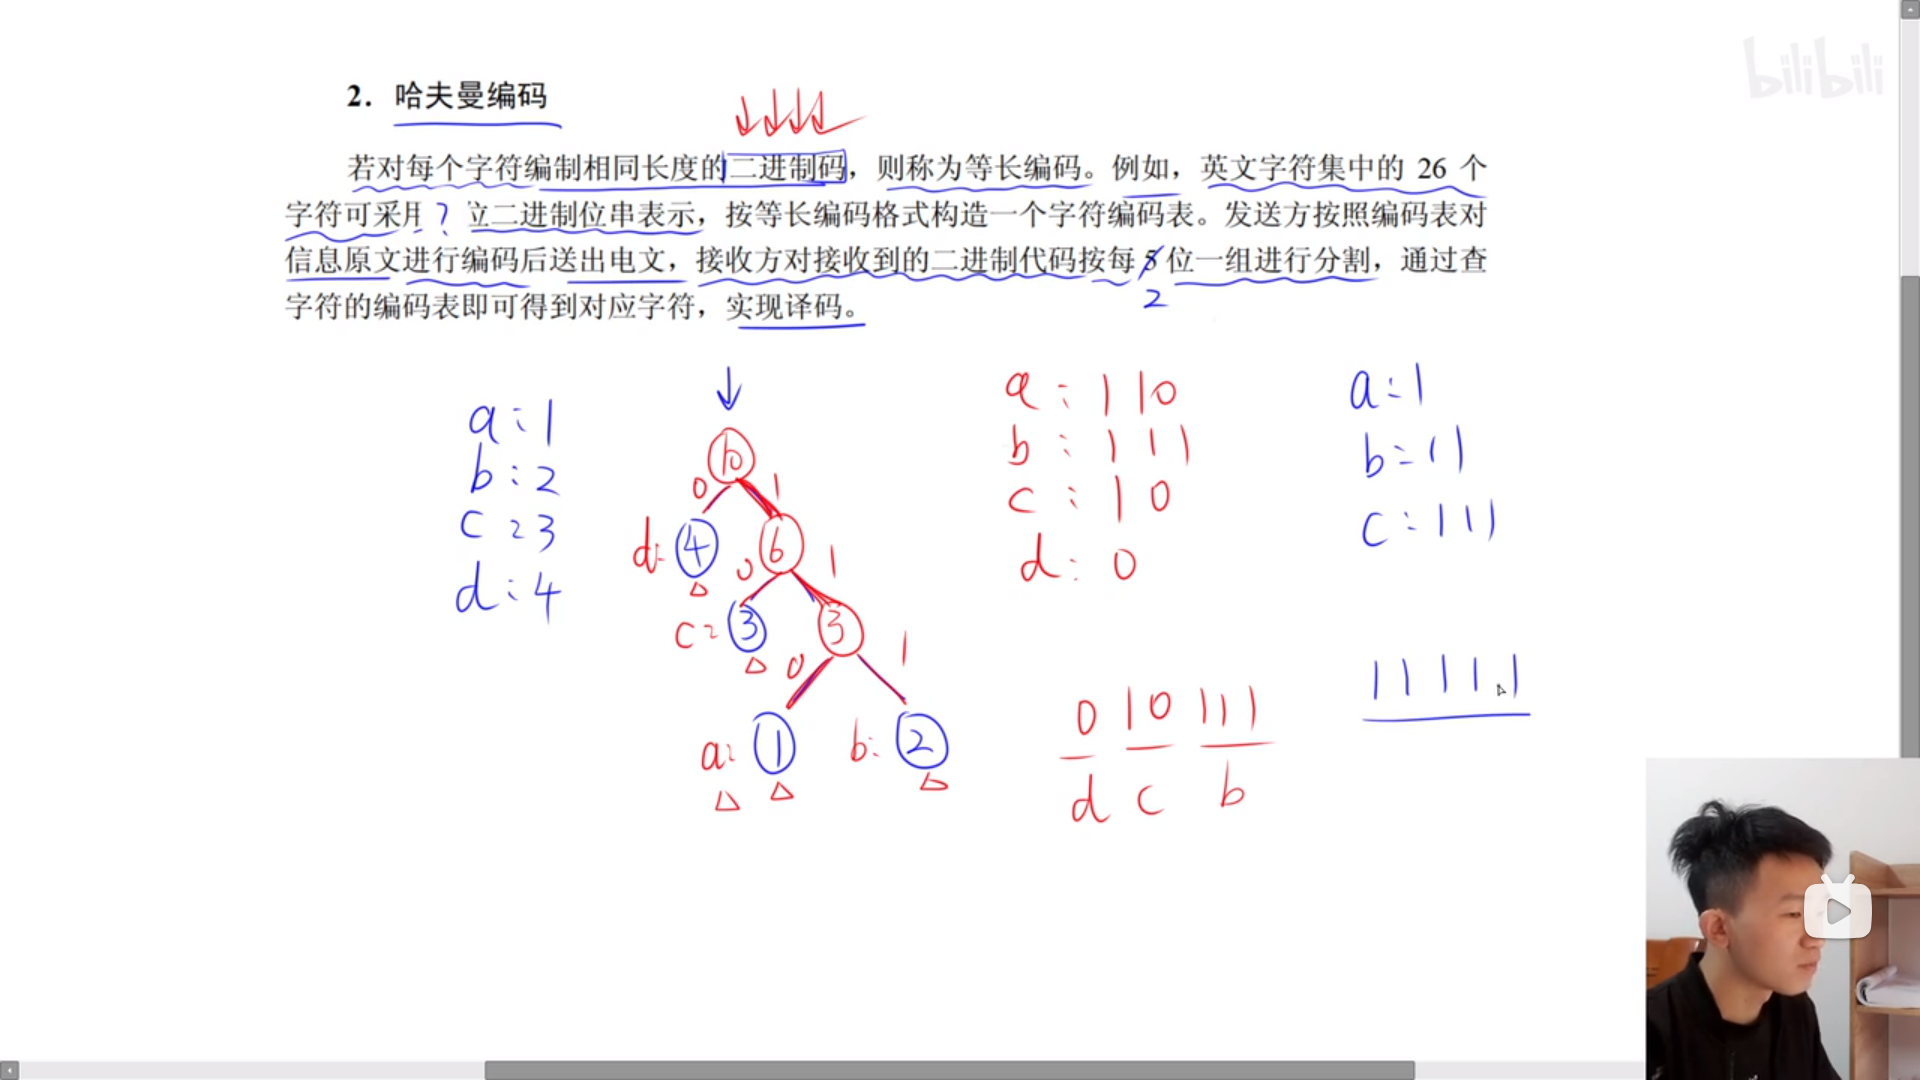 bilibili
2. 哈夫曼编码
若对每个字符编制相同长度的二进制码，则称为等长编码。例如，英文字符集中的 26 个
字符可采用 ? 位二进制位串表示，按等长编码格式构造一个字符编码表。发送方按照编码表对
信息原文进行编码后送出电文，接收方对接收到的二进制代码按每 5 位一组进行分割，通过查
2
字符的编码表即可得到对应字符，实现译码。
a: 1
b: 2
c: 3
d: 4
10
0 1
d: 4 6
0 1
c: 3 3
0 1
a: 1 b: 2
a: 110
b: 111
c: 10
d: 0
0 10 111
d c b
a: 1
b: 11
c: 111
11111